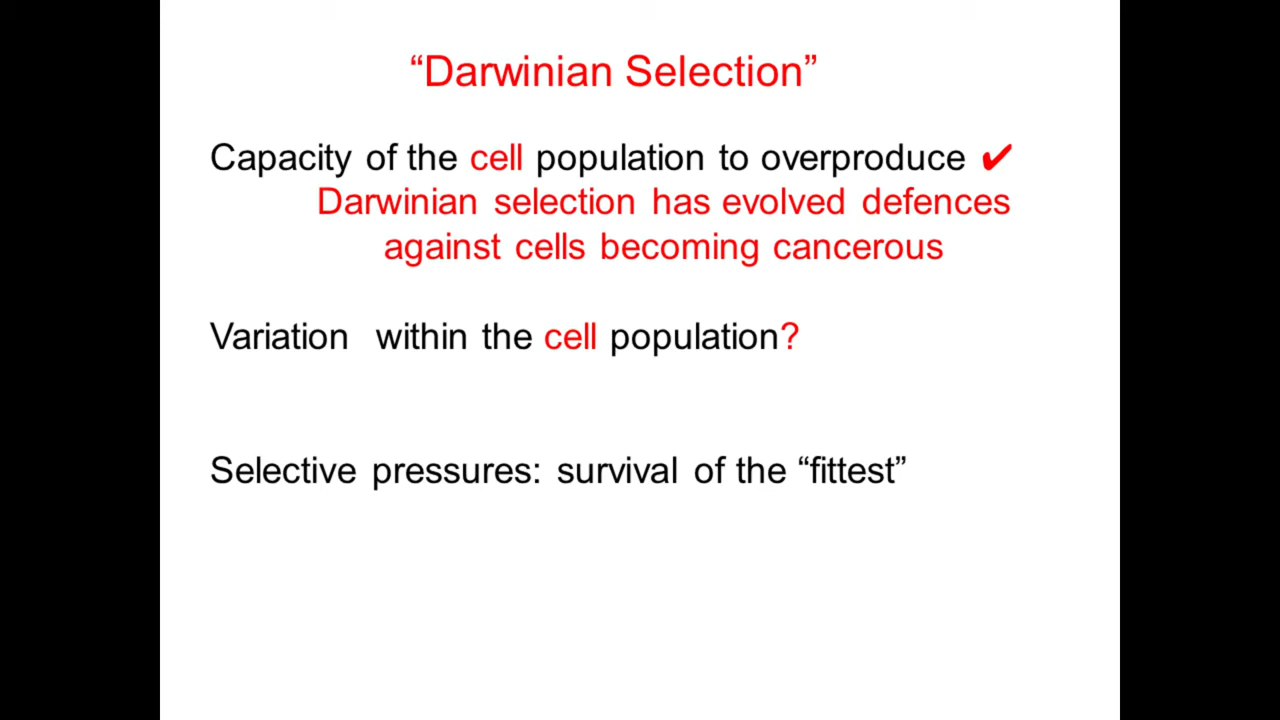 “Darwinian Selection”
Capacity of the cell population to overproduce ✔
Darwinian selection has evolved defences
against cells becoming cancerous
Variation within the cell population?
Selective pressures: survival of the “fittest”